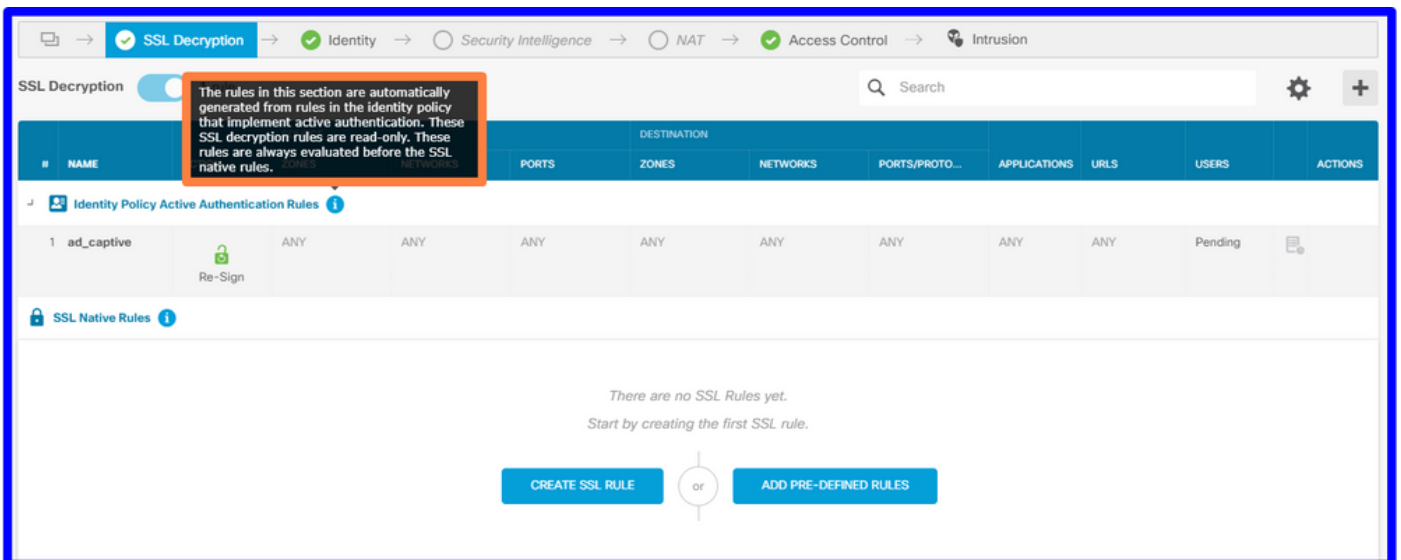 SSL Decryption → Identity → Security Intelligence → NAT → Access Control → Intrusion
SSL Decryption
Search
The rules in this section are automatically
generated from rules in the identity policy
that implement active authentication. These
SSL decryption rules are read-only. These
rules are always evaluated before the SSL
native rules.
DESTINATION
# NAME ZONES NETWORKS PORTS ZONES NETWORKS PORTS/PROTO... APPLICATIONS URLS USERS ACTIONS
Identity Policy Active Authentication Rules
1 ad_captive Re-Sign ANY ANY ANY ANY ANY ANY ANY ANY Pending
SSL Native Rules
There are no SSL Rules yet.
Start by creating the first SSL rule.
CREATE SSL RULE or ADD PRE-DEFINED RULES